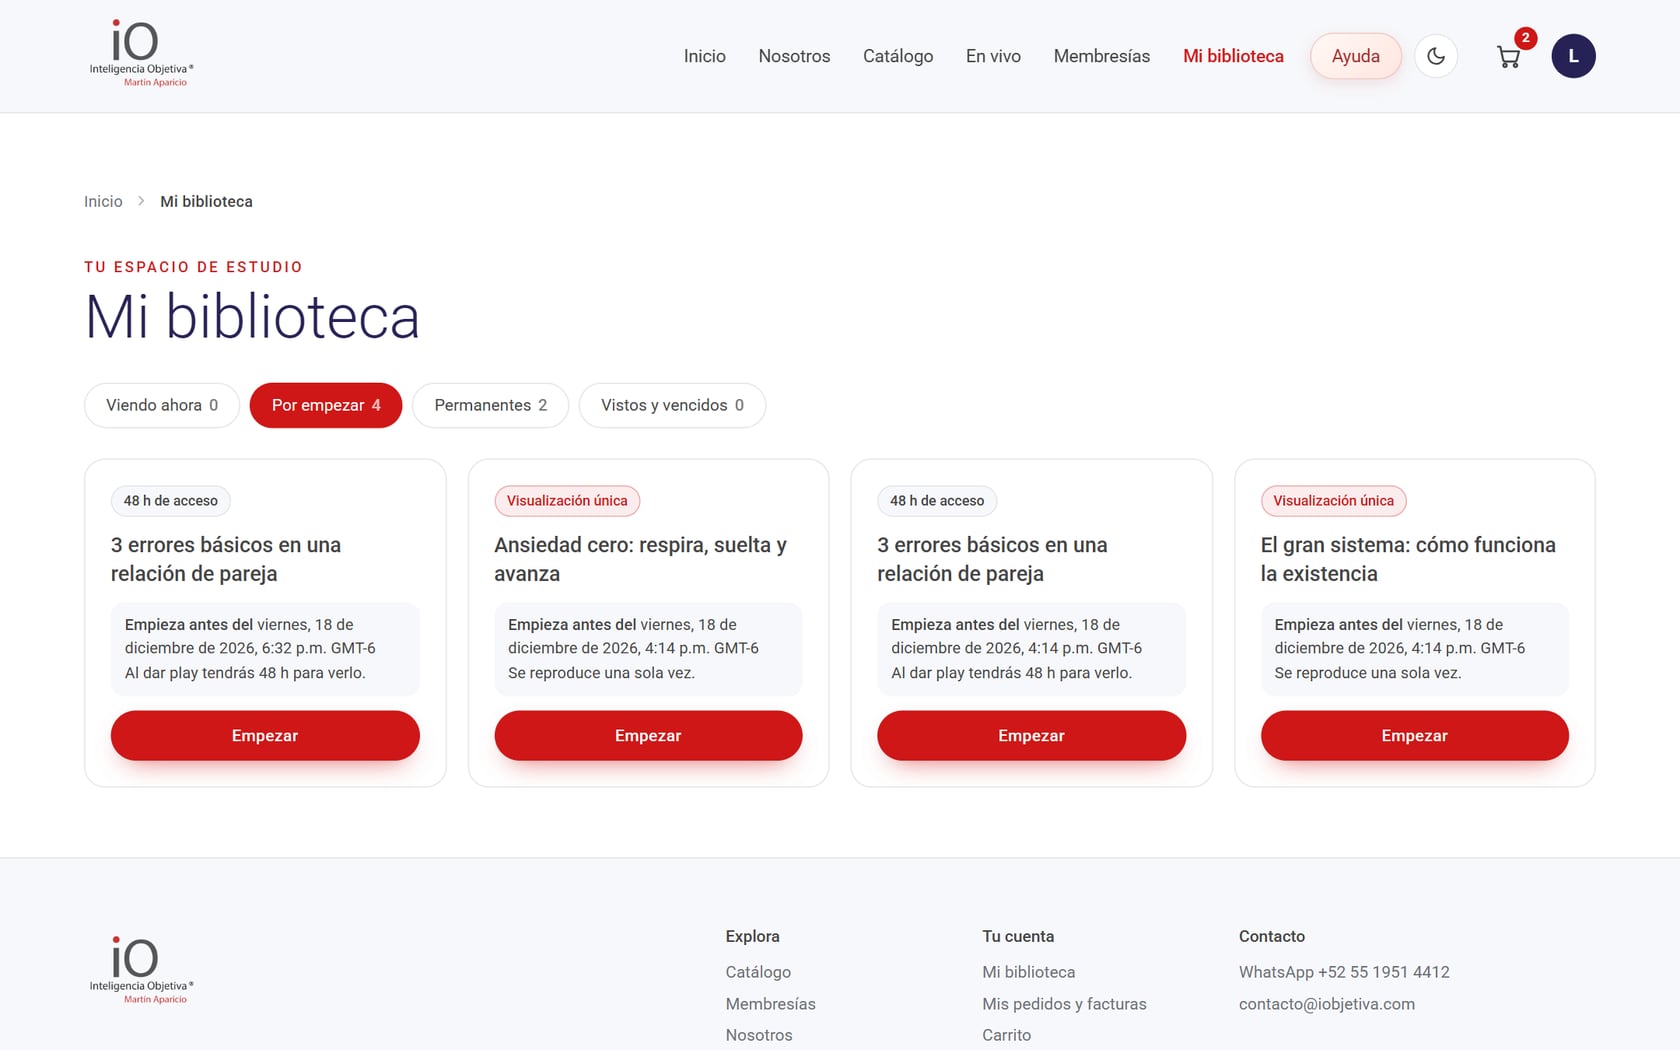 iO
Inteligencia Objetiva®
Martín Aparicio
Inicio
Nosotros
Catálogo
En vivo
Membresías
Mi biblioteca
Ayuda
2
L
Inicio
Mi biblioteca
TU ESPACIO DE ESTUDIO
Mi biblioteca
Viendo ahora 0
Por empezar 4
Permanentes 2
Vistos y vencidos 0
48 h de acceso
3 errores básicos en una
relación de pareja
Empieza antes del viernes, 18 de
diciembre de 2026, 6:32 p.m. GMT-6
Al dar play tendrás 48 h para verlo.
Empezar
Visualización única
Ansiedad cero: respira, suelta y
avanza
Empieza antes del viernes, 18 de
diciembre de 2026, 4:14 p.m. GMT-6
Se reproduce una sola vez.
Empezar
48 h de acceso
3 errores básicos en una
relación de pareja
Empieza antes del viernes, 18 de
diciembre de 2026, 4:14 p.m. GMT-6
Al dar play tendrás 48 h para verlo.
Empezar
Visualización única
El gran sistema: cómo funciona
la existencia
Empieza antes del viernes, 18 de
diciembre de 2026, 4:14 p.m. GMT-6
Se reproduce una sola vez.
Empezar
iO
Inteligencia Objetiva®
Martín Aparicio
Explora
Catálogo
Membresías
Nosotros
Tu cuenta
Mi biblioteca
Mis pedidos y facturas
Carrito
Contacto
WhatsApp +52 55 1951 4412
contacto@iobjetiva.com